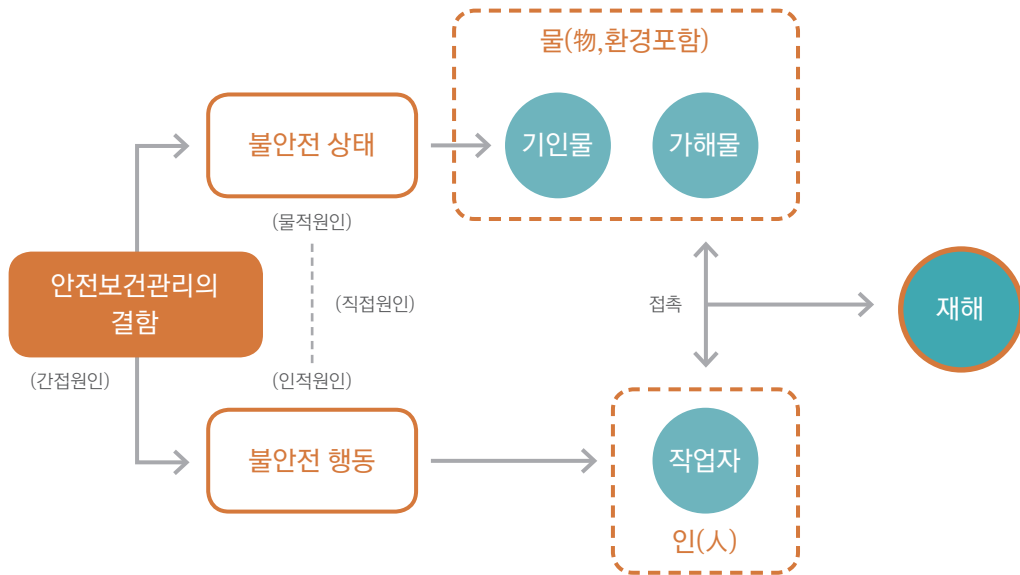 물(物,환경포함)
불안전 상태
기인물
가해물
(물적원인)
안전보건관리의
결함
(직접원인)
접촉
재해
(간접원인)
(인적원인)
불안전 행동
작업자
인(人)